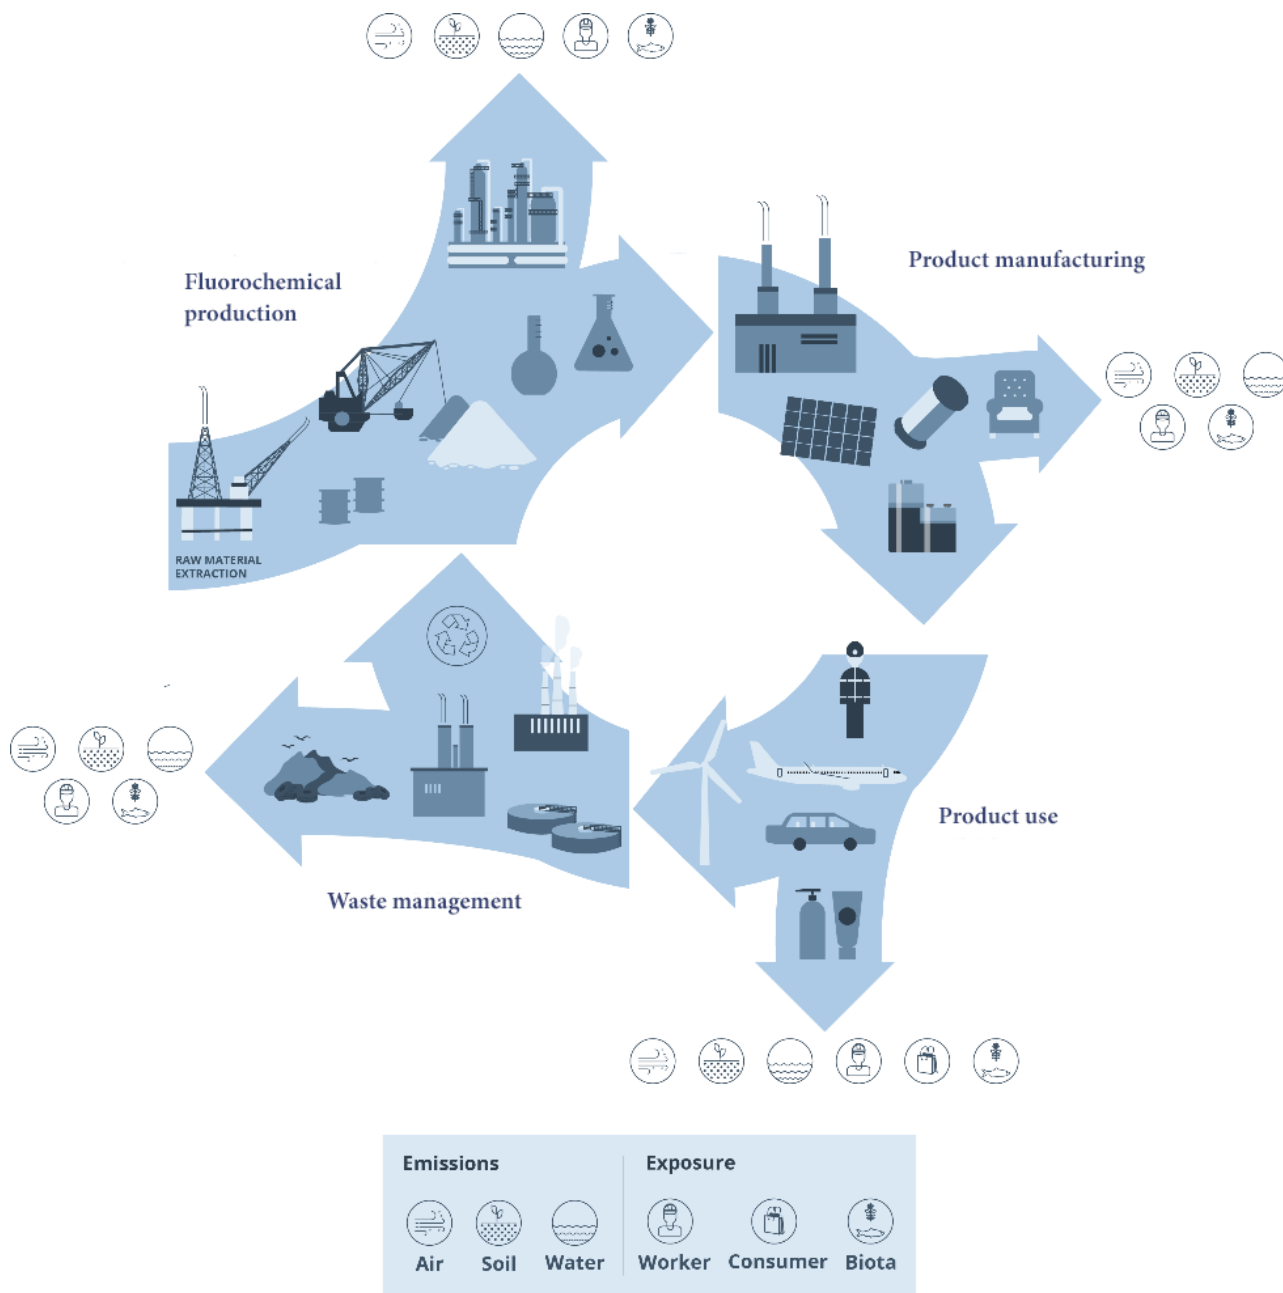 Fluorochemical
production
Product manufacturing
RAW MATERIAL
EXTRACTION
Product use
Waste management
Emissions
Exposure
Air
Soil
Water
Worker
Consumer
Biota